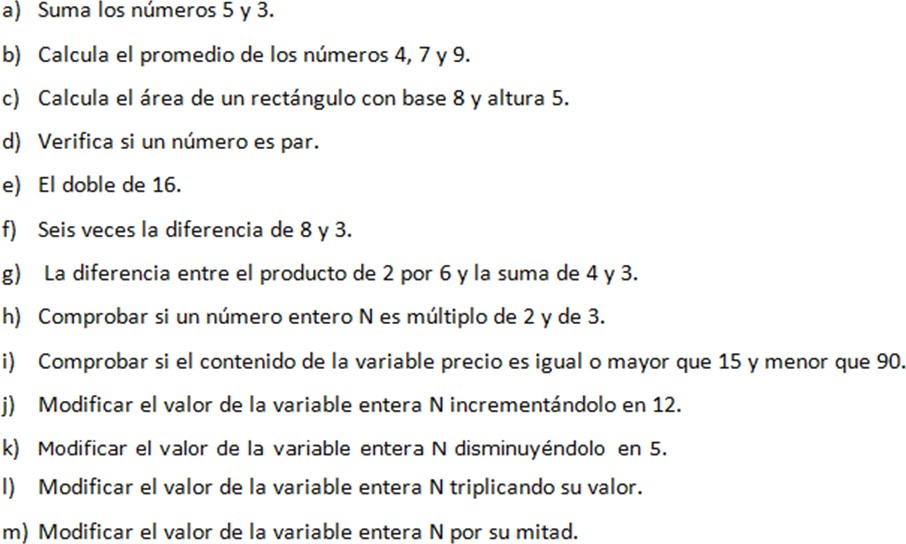 a) Suma los números 5 y 3.
b) Calcula el promedio de los números 4, 7 y 9.
c) Calcula el área de un rectángulo con base 8 y altura 5.
d) Verifica si un número es par.
e) El doble de 16.
f) Seis veces la diferencia de 8 y 3.
g) La diferencia entre el producto de 2 por 6 y la suma de 4 y 3.
h) Comprobar si un número entero N es múltiplo de 2 y de 3.
i) Comprobar si el contenido de la variable precio es igual o mayor que 15 y menor que 90.
j) Modificar el valor de la variable entera N incrementándolo en 12.
k) Modificar el valor de la variable entera N disminuyéndolo en 5.
l) Modificar el valor de la variable entera N triplicando su valor.
m) Modificar el valor de la variable entera N por su mitad.